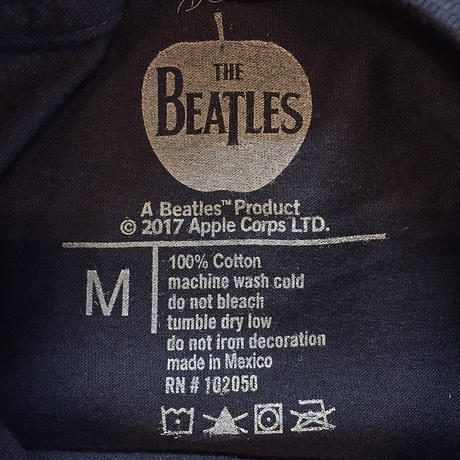 THE
BEATLES
A Beatles™ Product
© 2017 Apple Corps LTD.
M
100% Cotton
machine wash cold
do not bleach
tumble dry low
do not iron decoration
made in Mexico
RN # 102050